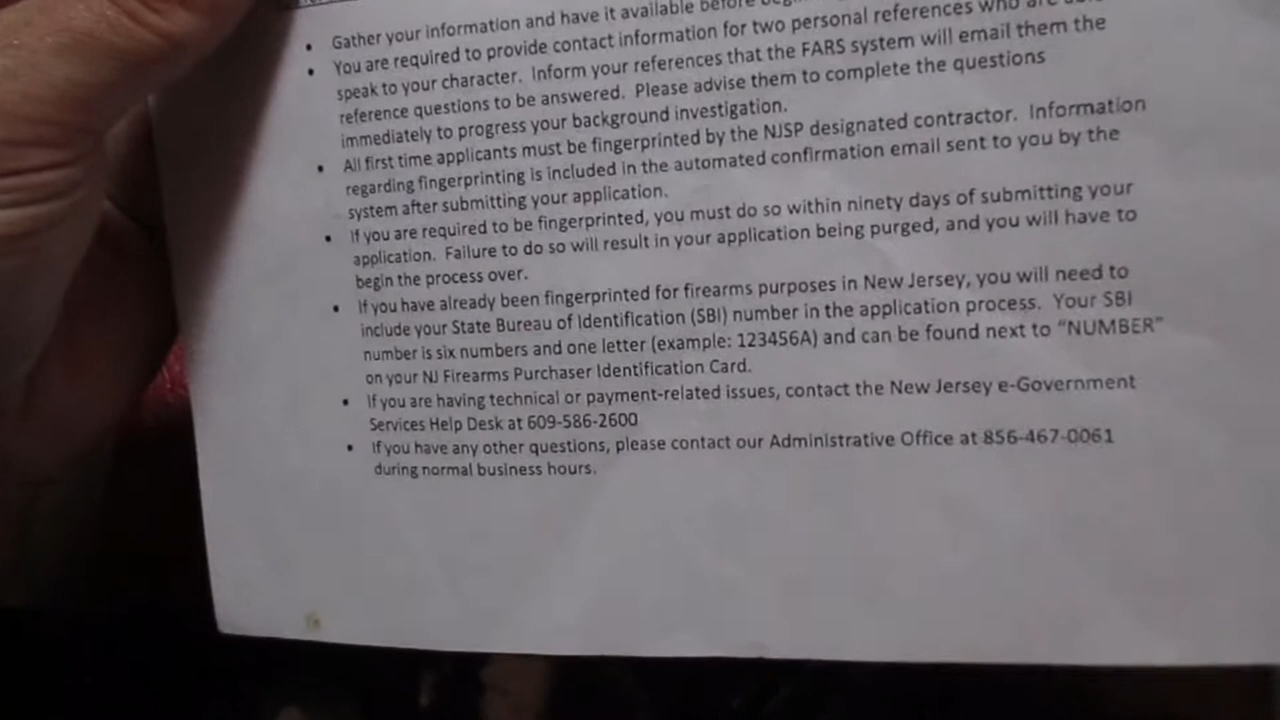 • Gather your information and have it available before
• You are required to provide contact information for two personal references who are
speak to your character. Inform your references that the FARS system will email them the
reference questions to be answered. Please advise them to complete the questions
immediately to progress your background investigation.
• All first time applicants must be fingerprinted by the NJSP designated contractor. Information
regarding fingerprinting is included in the automated confirmation email sent to you by the
system after submitting your application.
• If you are required to be fingerprinted, you must do so within ninety days of submitting your
application. Failure to do so will result in your application being purged, and you will have to
begin the process over.
• If you have already been fingerprinted for firearms purposes in New Jersey, you will need to
include your State Bureau of Identification (SBI) number in the application process. Your SBI
number is six numbers and one letter (example: 123456A) and can be found next to “NUMBER”
on your NJ Firearms Purchaser Identification Card.
• If you are having technical or payment-related issues, contact the New Jersey e-Government
Services Help Desk at 609-586-2600
• If you have any other questions, please contact our Administrative Office at 856-467-0061
during normal business hours.